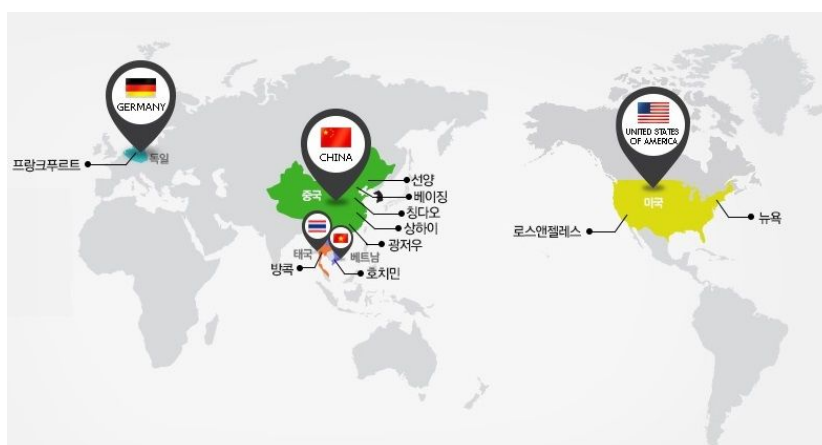 GERMANY
프랑크푸르트
독일
CHINA
중국
선양
베이징
칭다오
상하이
광저우
태국
방콕
베트남
호치민
UNITED STATES
OF AMERICA
미국
로스앤젤레스
뉴욕